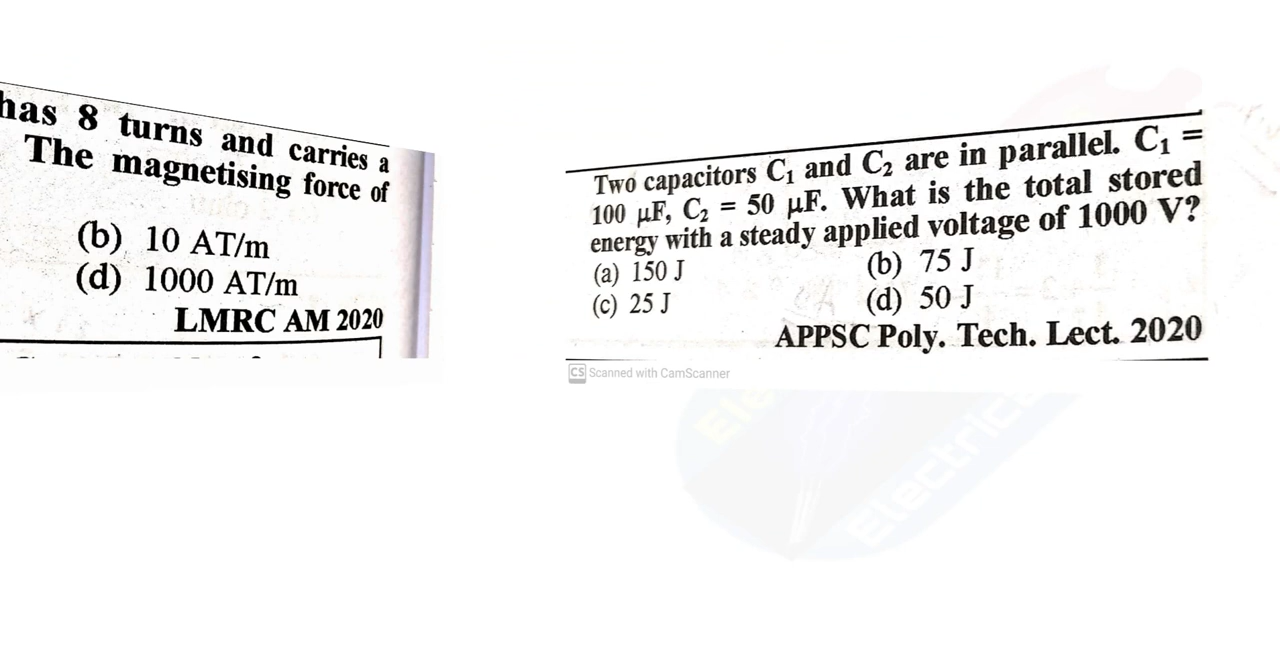 has 8 turns and carries a
The magnetising force of
(b) 10 AT/m
(d) 1000 AT/m
LMRC AM 2020
Two capacitors C₁ and C₂ are in parallel. C₁ =
100 μF, C₂ = 50 μF. What is the total stored
energy with a steady applied voltage of 1000 V?
(a) 150 J (b) 75 J
(c) 25 J (d) 50 J
APPSC Poly. Tech. Lect. 2020
CS Scanned with CamScanner